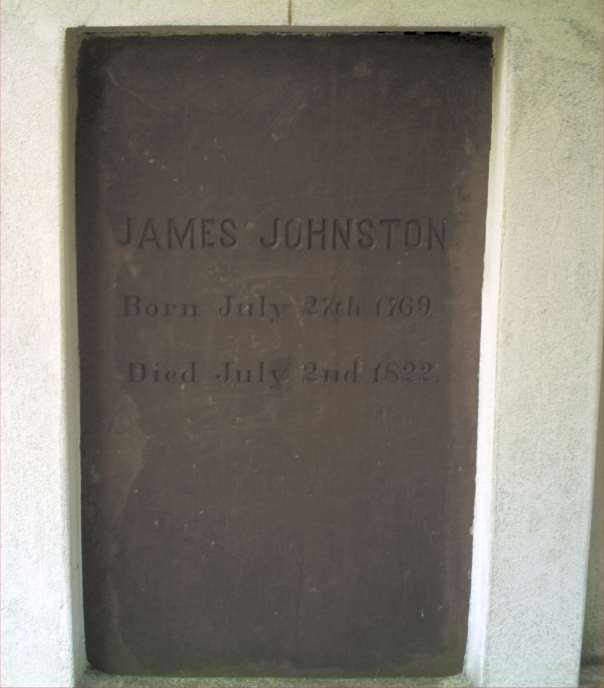 JAMES JOHNSTON
Born July 27th 1769
Died July 2nd 1822.